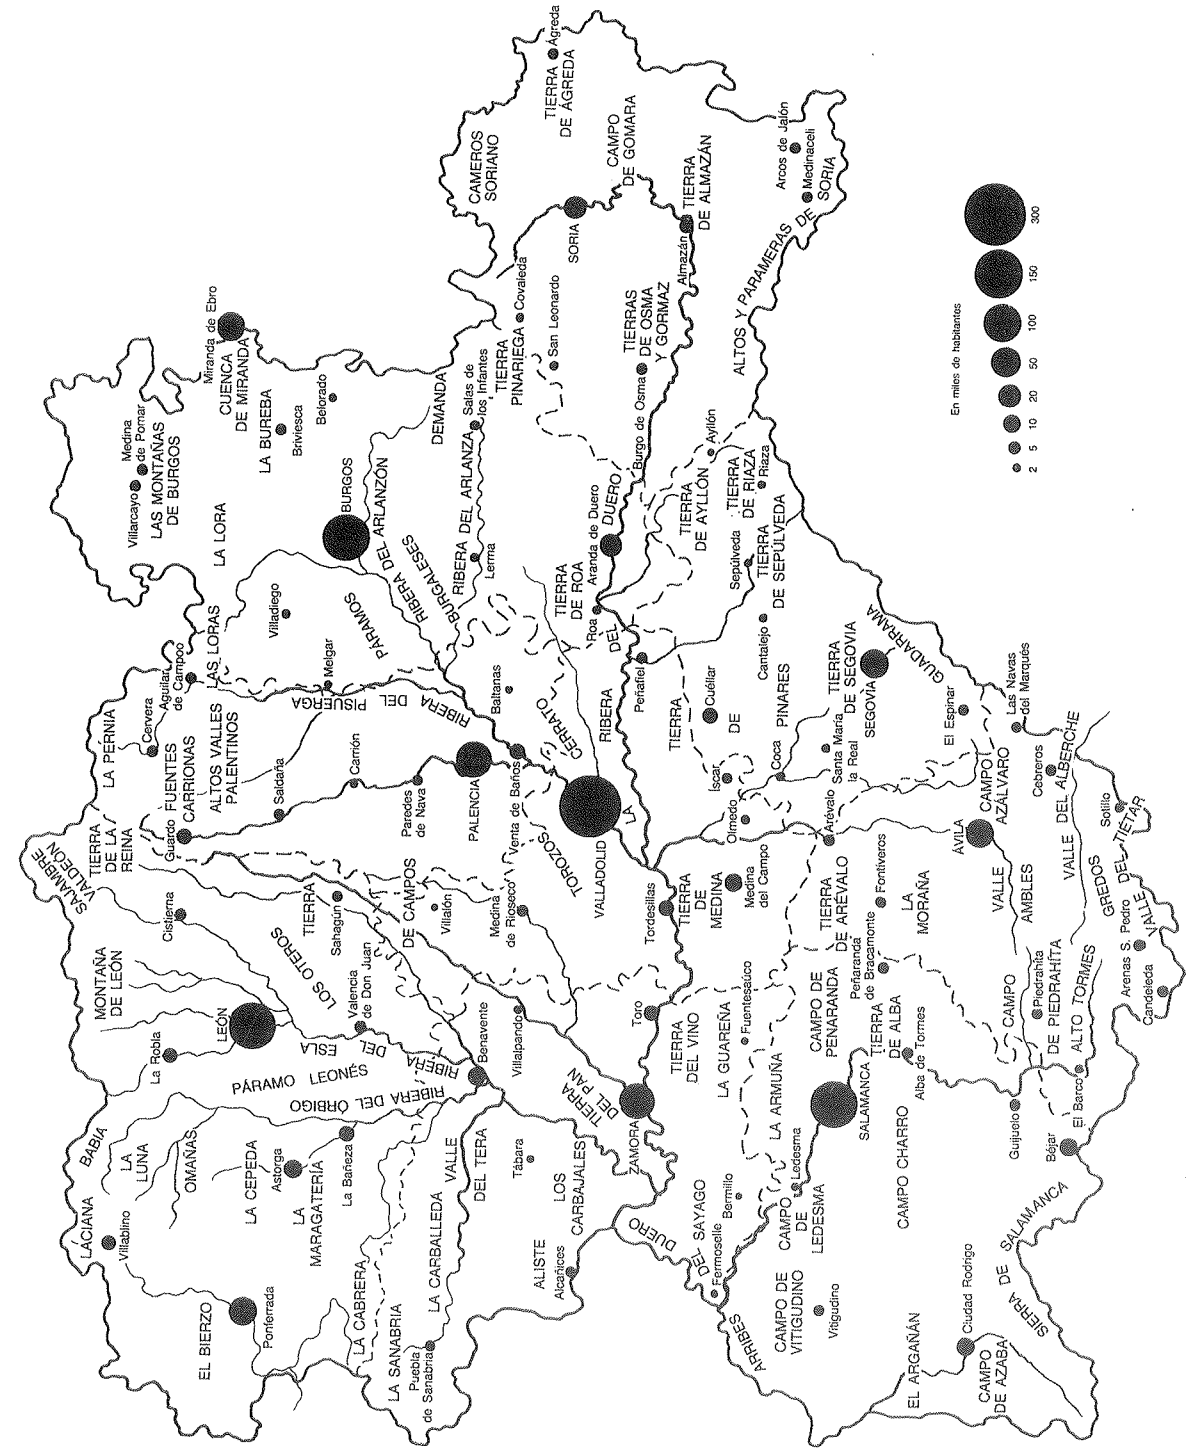 LACIANA
Villablino
BABIA
LA
LUNA
OMAÑAS
EL BIERZO
Ponferrada
LA CEPEDA
Astorga
LA
MARAGATERÍA
La Bañeza
LA CABRERA
LA SANABRIA
Puebla
de Sanabria
LA CARBALLEDA
VALLE
DEL TERA
MONTAÑA
DE LEÓN
La Robla
LEÓN
PÁRAMO LEONÉS
RIBERA DEL ÓRBIGO
RIBERA DEL ESLA
LOS OTEROS
Valencia
de Don Juan
Cistierna
SAJAMBRE
VALDEÓN
TIERRA
DE LA
REINA
Guardo
FUENTES
CARRIONAS
LA PERNIA
Cervera
Aguilar
de Campoo
LAS LORAS
ALTOS VALLES
PALENTINOS
Saldaña
Carrión
Paredes
de Nava
PALENCIA
Venta de Baños
Baltanas
CERRATO
RIBERA DEL PISUERGA
Melgar
Villadiego
LA LORA
PÁRAMOS
BURGALESES
RIBERA DEL ARLANZÓN
BURGOS
Villarcayo
Medina
de Pomar
LAS MONTAÑAS
DE BURGOS
Miranda de Ebro
CUENCA
DE MIRANDA
LA BUREBA
Briviesca
Belorado
DEMANDA
RIBERA DEL ARLANZA
Lerma
Salas de
los Infantes
TIERRA
PINARIEGA
Covaleda
San Leonardo
CAMEROS
SORIANO
TIERRA
DE ÁGREDA
Ágreda
SORIA
CAMPO
DE GOMARA
Almazán
TIERRA
DE ALMAZÁN
Arcos de Jalón
Medinaceli
ALTOS Y PARAMERAS DE SORIA
TIERRAS
DE OSMA
Y GORMAZ
Burgo de Osma
Aranda de Duero
TIERRA
DE ROA
Roa
LA RIBERA DEL DUERO
Peñafiel
TIERRA
DE AYLLÓN
Ayllón
TIERRA
DE RIAZA
Riaza
Sepúlveda
TIERRA
DE SEPÚLVEDA
Cantalejo
Cuéllar
TIERRA
DE
PINARES
Iscar
Coca
Olmedo
Santa María
la Real
TIERRA
DE SEGOVIA
SEGOVIA
GUADARRAMA
El Espinar
Las Navas
del Marqués
TIERRA
Sahagún
DE CAMPOS
Villalón
Medina
de Rioseco
TOROZOS
VALLADOLID
Benavente
Villalpando
TIERRA
DEL PAN
ZAMORA
Toro
Tordesillas
TIERRA
DE
MEDINA
Medina
del Campo
TIERRA
DEL VINO
LA GUAREÑA
Fuentesaúco
Tábara
LOS
CARBAJALES
ALISTE
Alcañices
DUERO
DEL SAYAGO
Bermillo
Fermoselle
ARRIBES
CAMPO DE
VITIGUDINO
Vitigudino
CAMPO
DE
LEDESMA
Ledesma
LA ARMUÑA
SALAMANCA
CAMPO CHARRO
CAMPO DE
PEÑARANDA
Peñaranda
de Bracamonte
TIERRA
DE ALBA
Alba de Tormes
TIERRA
DE ARÉVALO
Arévalo
Fontiveros
LA
MORAÑA
ÁVILA
VALLE
AMBLES
CAMPO
AZÁLVARO
Cebreros
VALLE DEL ALBERCHE
Sotillo
VALLE DEL TIETAR
GREDOS
Arenas S. Pedro
Candeleda
CAMPO
DE PIEDRAHÍTA
Piedrahíta
ALTO TORMES
El Barco
Guijuelo
Béjar
SIERRA DE SALAMANCA
Ciudad Rodrigo
EL ARGAÑÁN
CAMPO
DE AZABA
En miles de habitantes
2 5 10 20 50 100 150 300